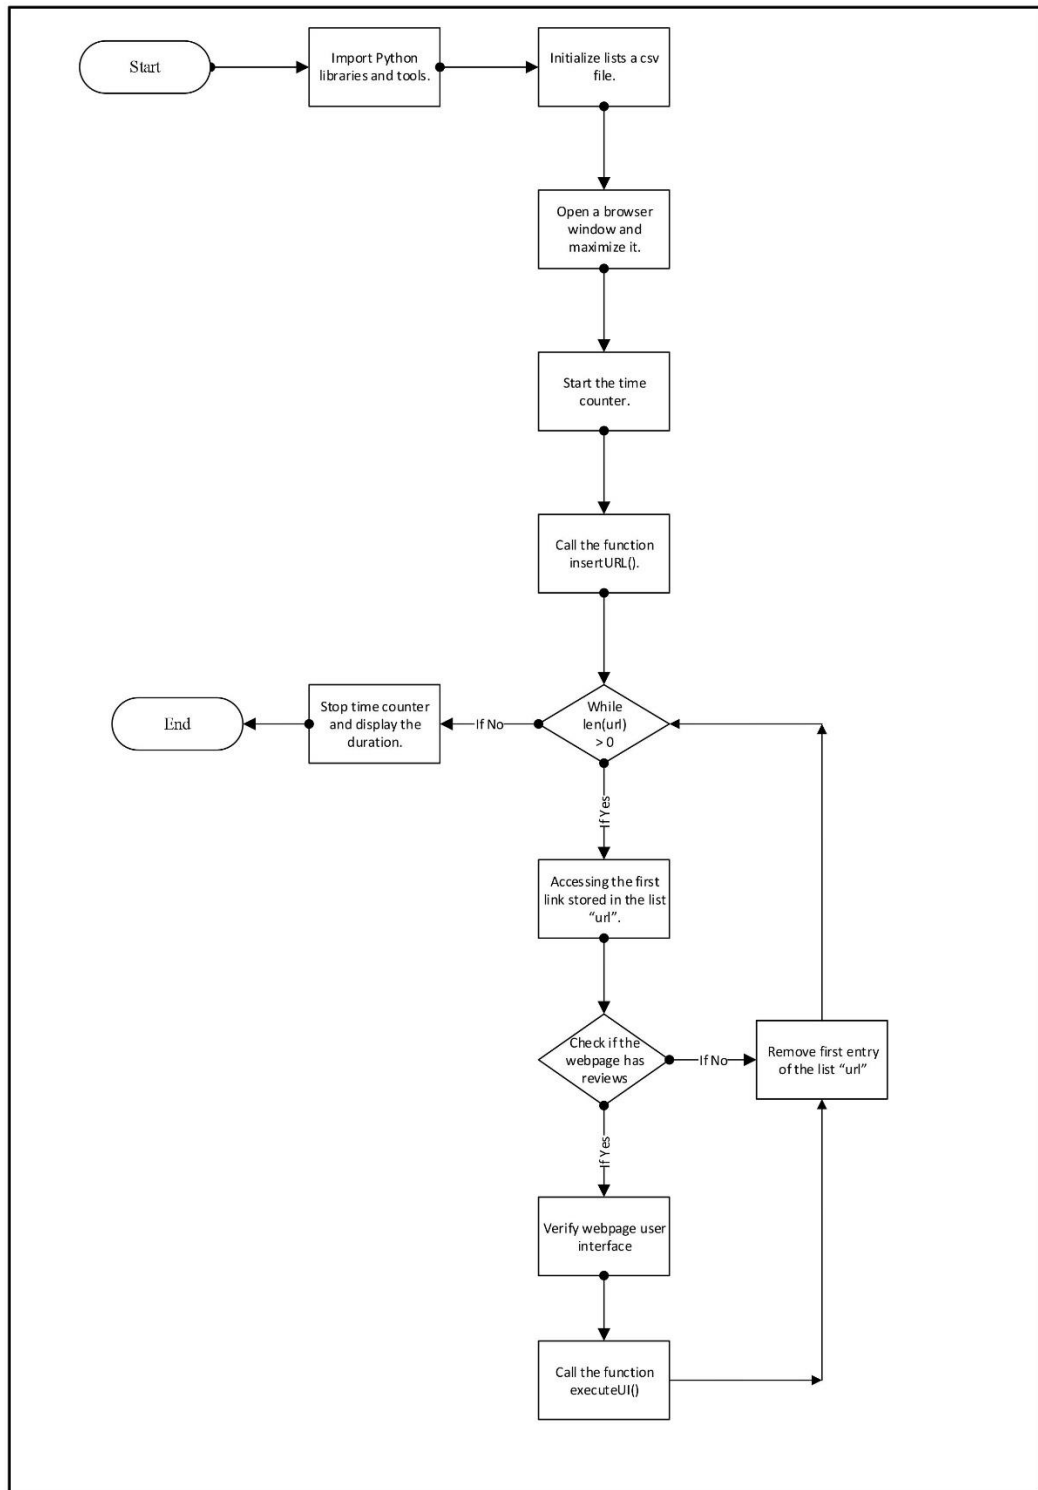 Start
Import Python
libraries and tools.
Initialize lists a csv
file.
Open a browser
window and
maximize it.
Start the time
counter.
Call the function
insertURL().
While
len(url)
> 0
If No
Stop time counter
and display the
duration.
End
If Yes
Accessing the first
link stored in the list
“url”.
Check if the
webpage has
reviews
If No
Remove first entry
of the list “url”
If Yes
Verify webpage user
interface
Call the function
executeUI()